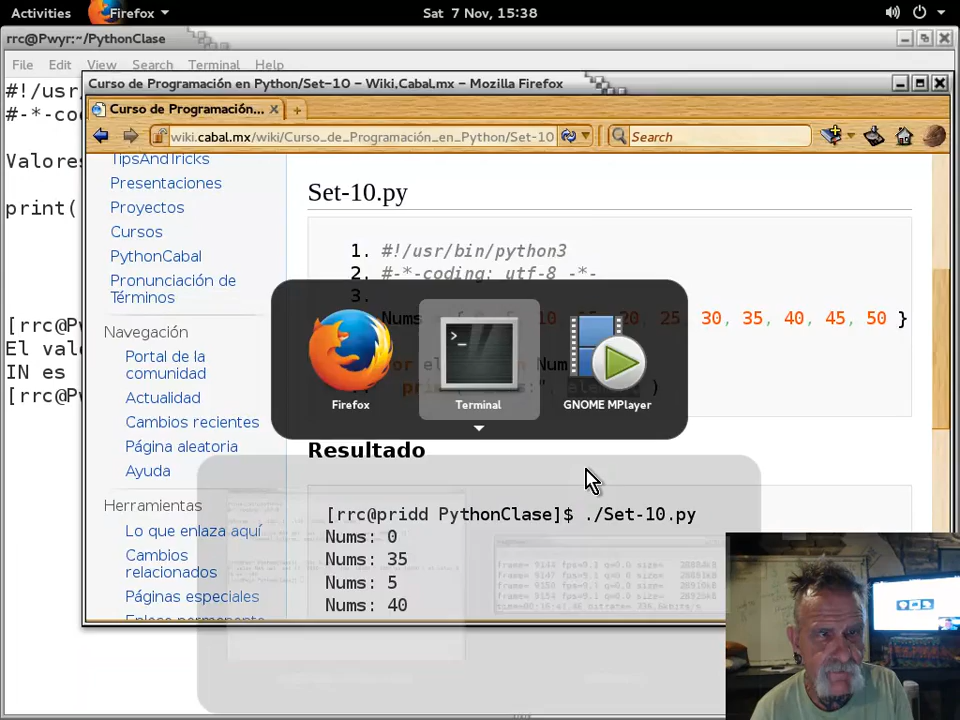 Activities
Firefox
Sat 7 Nov, 15:38
rrc@Pwyr:~/PythonClase
File Edit View Search Terminal Help
#!/usr
#-*-co
Valores
print(
[rrc@P
El val
IN es
[rrc@P
Curso de Programación en Python/Set-10 - Wiki.Cabal.mx - Mozilla Firefox
Curso de Programación... ×
wiki.cabal.mx/wiki/Curso_de_Programación_en_Python/Set-10
Search
TipsAndTricks
Presentaciones
Proyectos
Cursos
PythonCabal
Pronunciación de
Términos
Navegación
Portal de la
comunidad
Actualidad
Cambios recientes
Página aleatoria
Ayuda
Herramientas
Lo que enlaza aquí
Cambios
relacionados
Páginas especiales
Set-10.py
1. #!/usr/bin/python3
2. #-*-coding: utf-8 -*-
3.
Nums 20, 25, 30, 35, 40, 45, 50 }
Firefox
Terminal
GNOME MPlayer
Resultado
[rrc@pridd PythonClase]$ ./Set-10.py
Nums: 0
Nums: 35
Nums: 5
Nums: 40